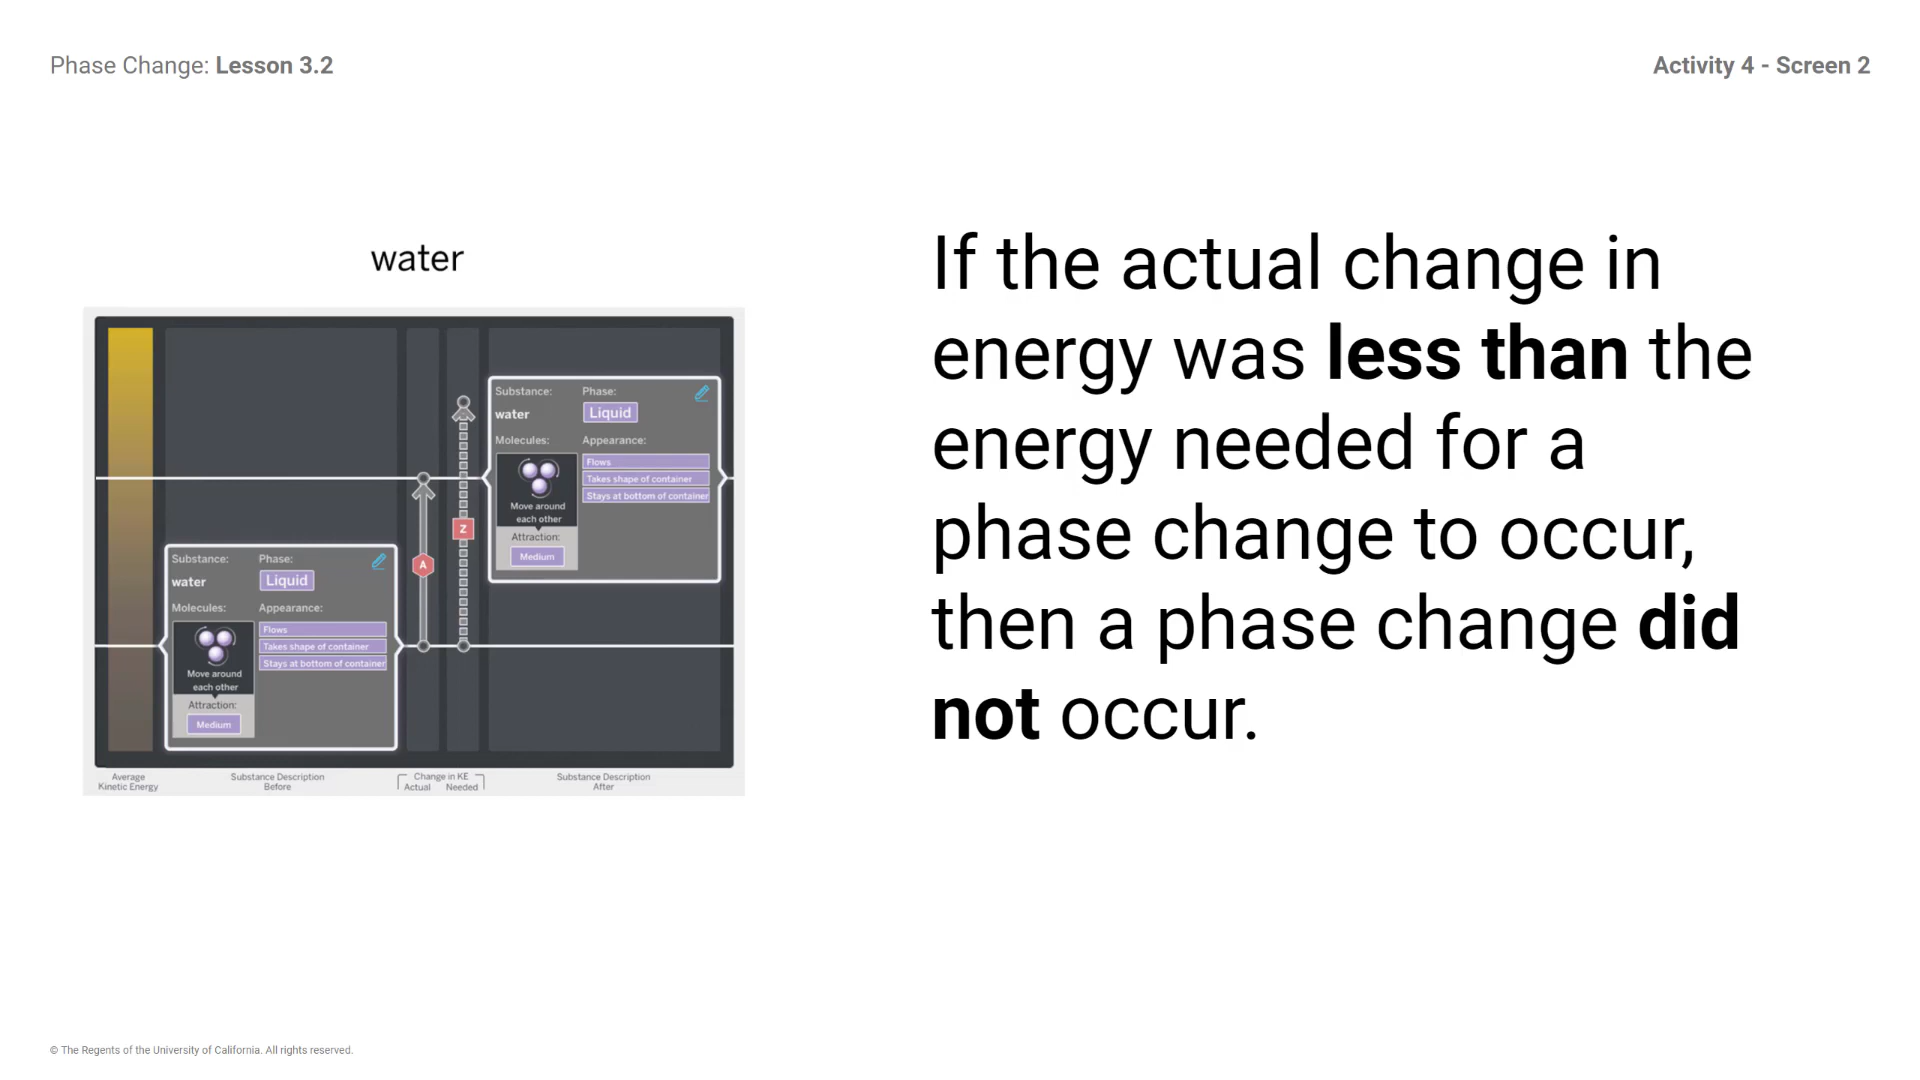 Phase Change: Lesson 3.2
Activity 4 - Screen 2
water
Substance:
Phase:
water
Liquid
Molecules:
Appearance:
Flows
Takes shape of container
Stays at bottom of container
Move around
each other
Attraction:
Medium
Z
A
Substance:
Phase:
water
Liquid
Molecules:
Appearance:
Flows
Takes shape of container
Stays at bottom of container
Move around
each other
Attraction:
Medium
Average
Kinetic Energy
Substance Description
Before
Change in KE
Actual
Needed
Substance Description
After
If the actual change in
energy was less than the
energy needed for a
phase change to occur,
then a phase change did
not occur.
© The Regents of the University of California. All rights reserved.